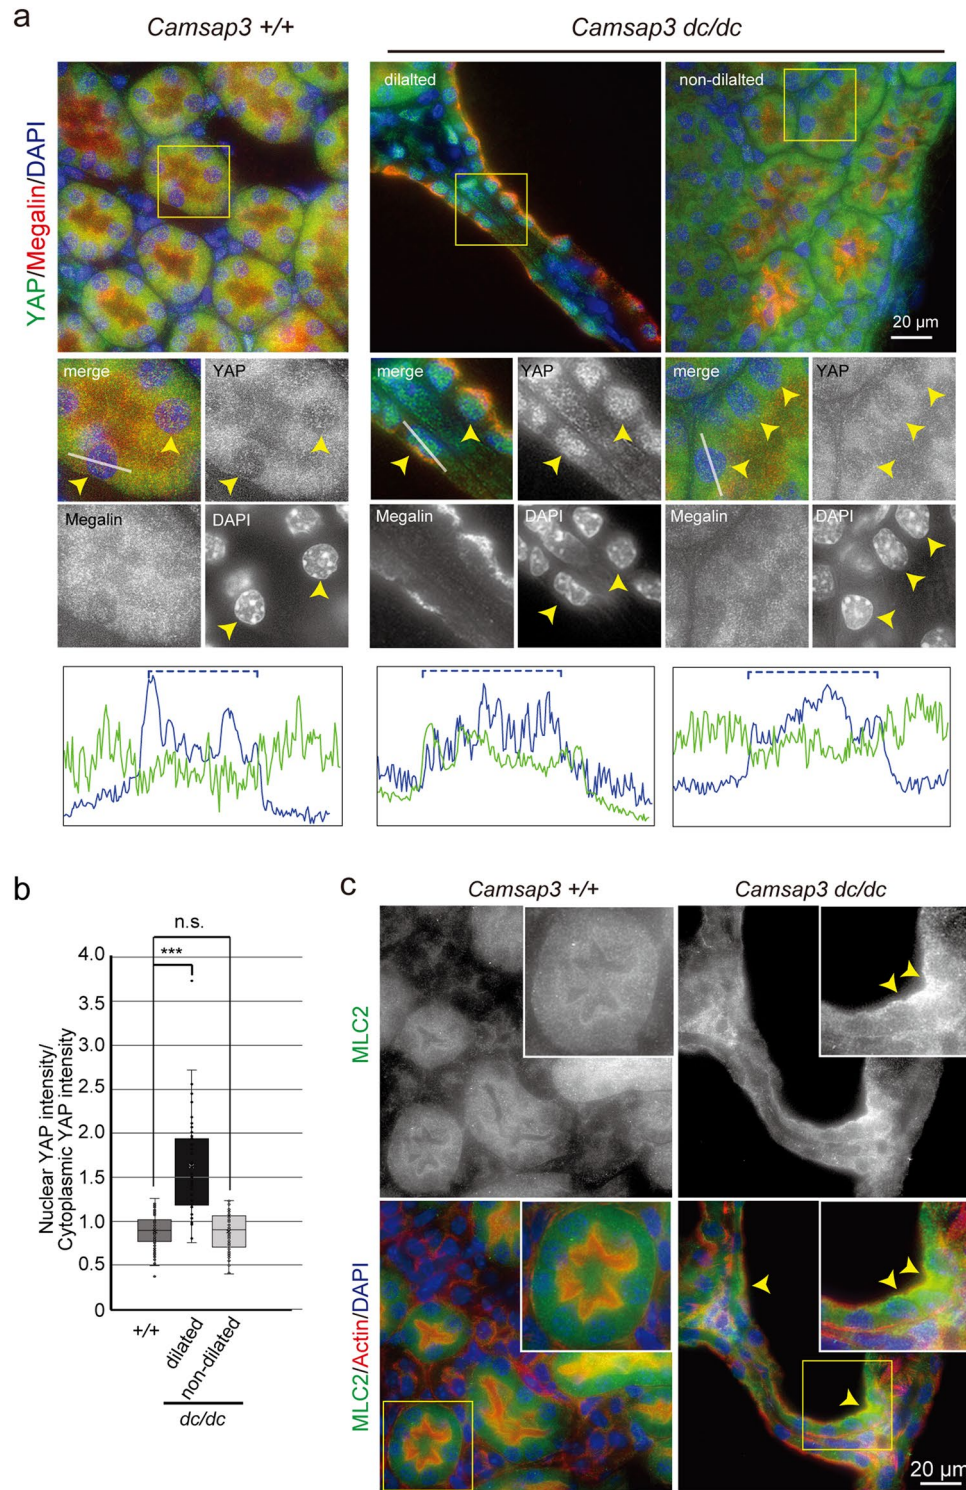 a
Camsap3 +/+
Camsap3 dc/dc
YAP/Megalin/DAPI
dilalted
non-dilalted
20 µm
merge
YAP
merge
YAP
merge
YAP
Megalin
DAPI
Megalin
DAPI
Megalin
DAPI
b
n.s.
***
Nuclear YAP intensity/
Cytoplasmic YAP intensity
4.0
3.5
3.0
2.5
2.0
1.5
1.0
0.5
0
+/+
dilated
non-dilated
dc/dc
c
Camsap3 +/+
Camsap3 dc/dc
MLC2
MLC2/Actin/DAPI
20 µm